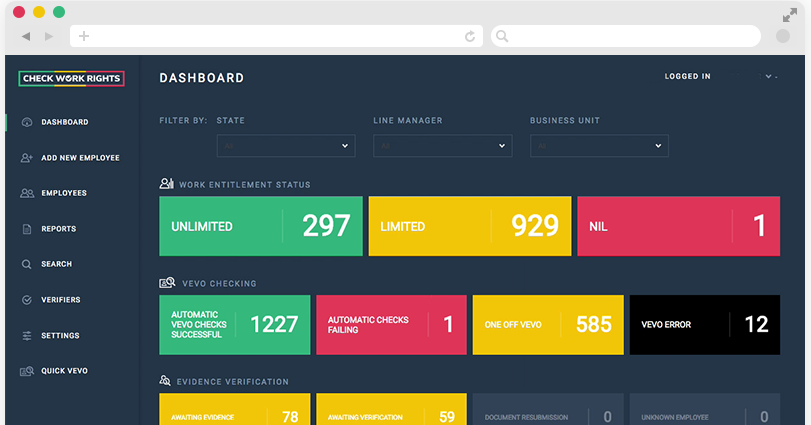 CHECK WORK RIGHTS
DASHBOARD
LOGGED IN
DASHBOARD
ADD NEW EMPLOYEE
EMPLOYEES
REPORTS
SEARCH
VERIFIERS
SETTINGS
QUICK VEVO
FILTER BY: STATE LINE MANAGER BUSINESS UNIT
All All All
WORK ENTITLEMENT STATUS
UNLIMITED 297 LIMITED 929 NIL 1
VEVO CHECKING
AUTOMATIC
VEVO CHECKS
SUCCESSFUL
1227
AUTOMATIC CHECKS
FAILING
1
ONE OFF VEVO 585
VEVO ERROR 12
EVIDENCE VERIFICATION
AWAITING EVIDENCE 78 AWAITING VERIFICATION 59 DOCUMENT RESUBMISSION 0 UNKNOWN EMPLOYEE 0